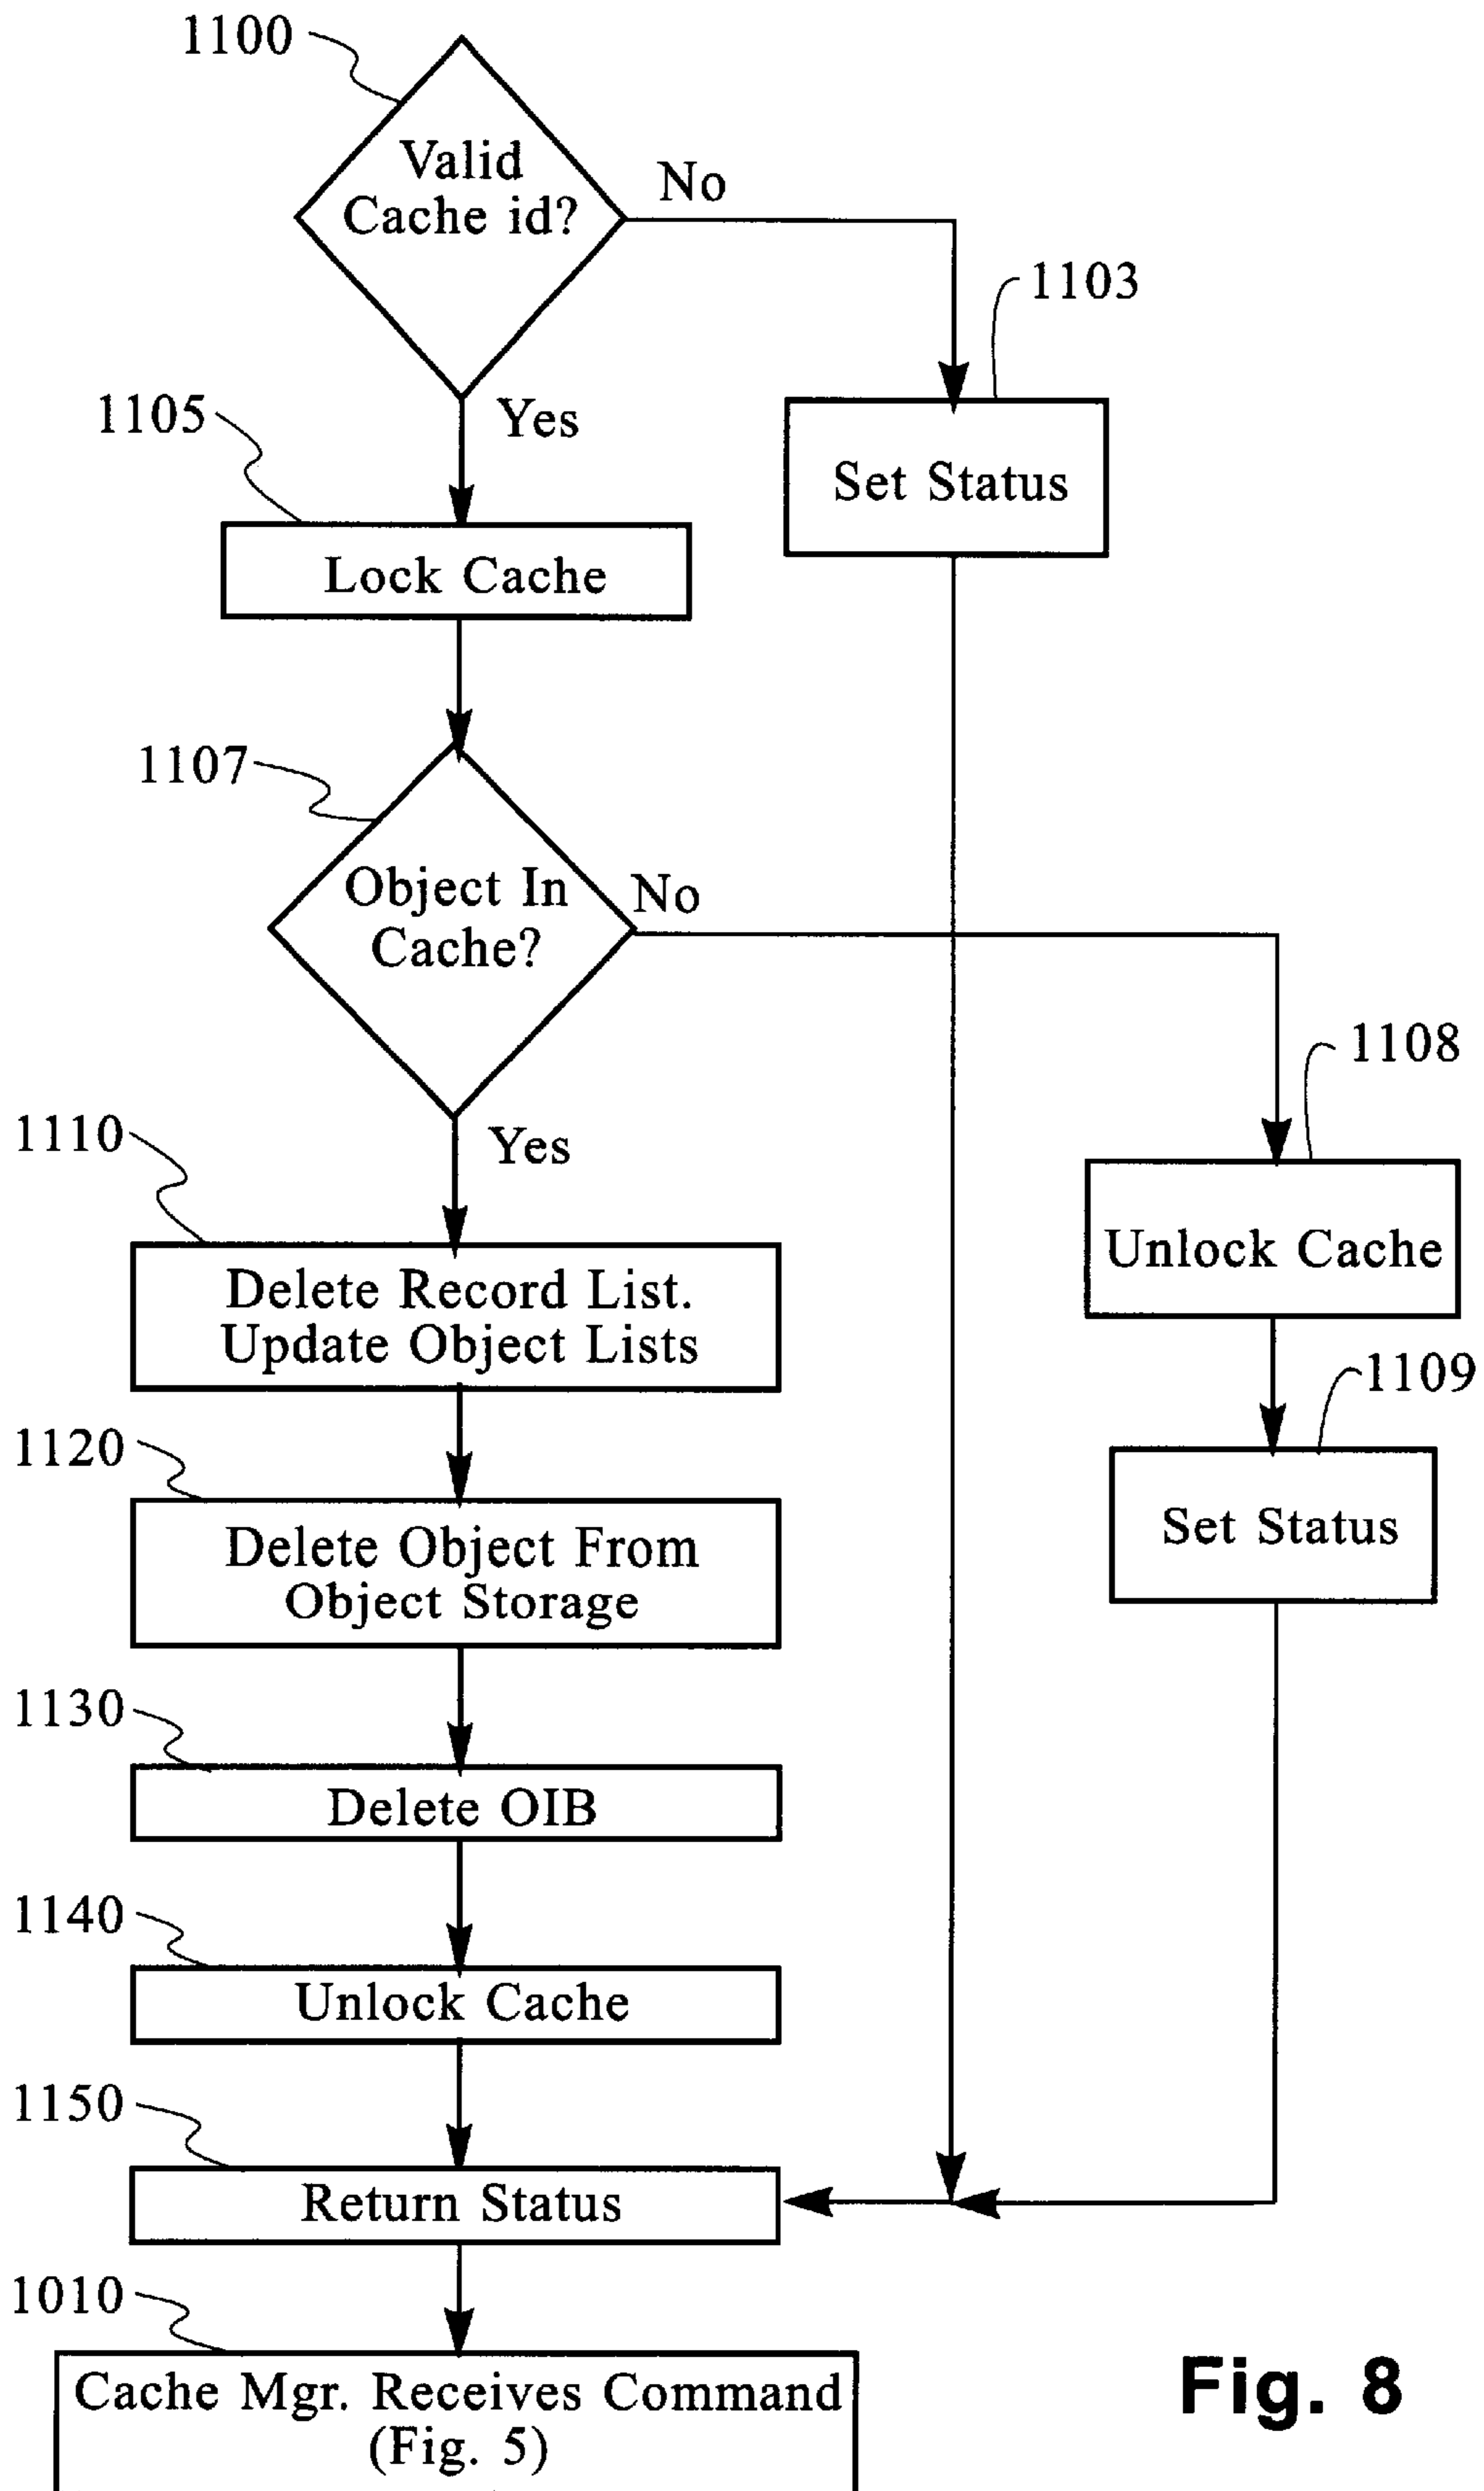 1100
Valid
Cache id?
No
1103
Set Status
Yes
1105
Lock Cache
1107
Object In
Cache?
No
1108
Unlock Cache
1109
Set Status
Yes
1110
Delete Record List.
Update Object Lists
1120
Delete Object From
Object Storage
1130
Delete OIB
1140
Unlock Cache
1150
Return Status
1010
Cache Mgr. Receives Command
(Fig. 5)
Fig. 8